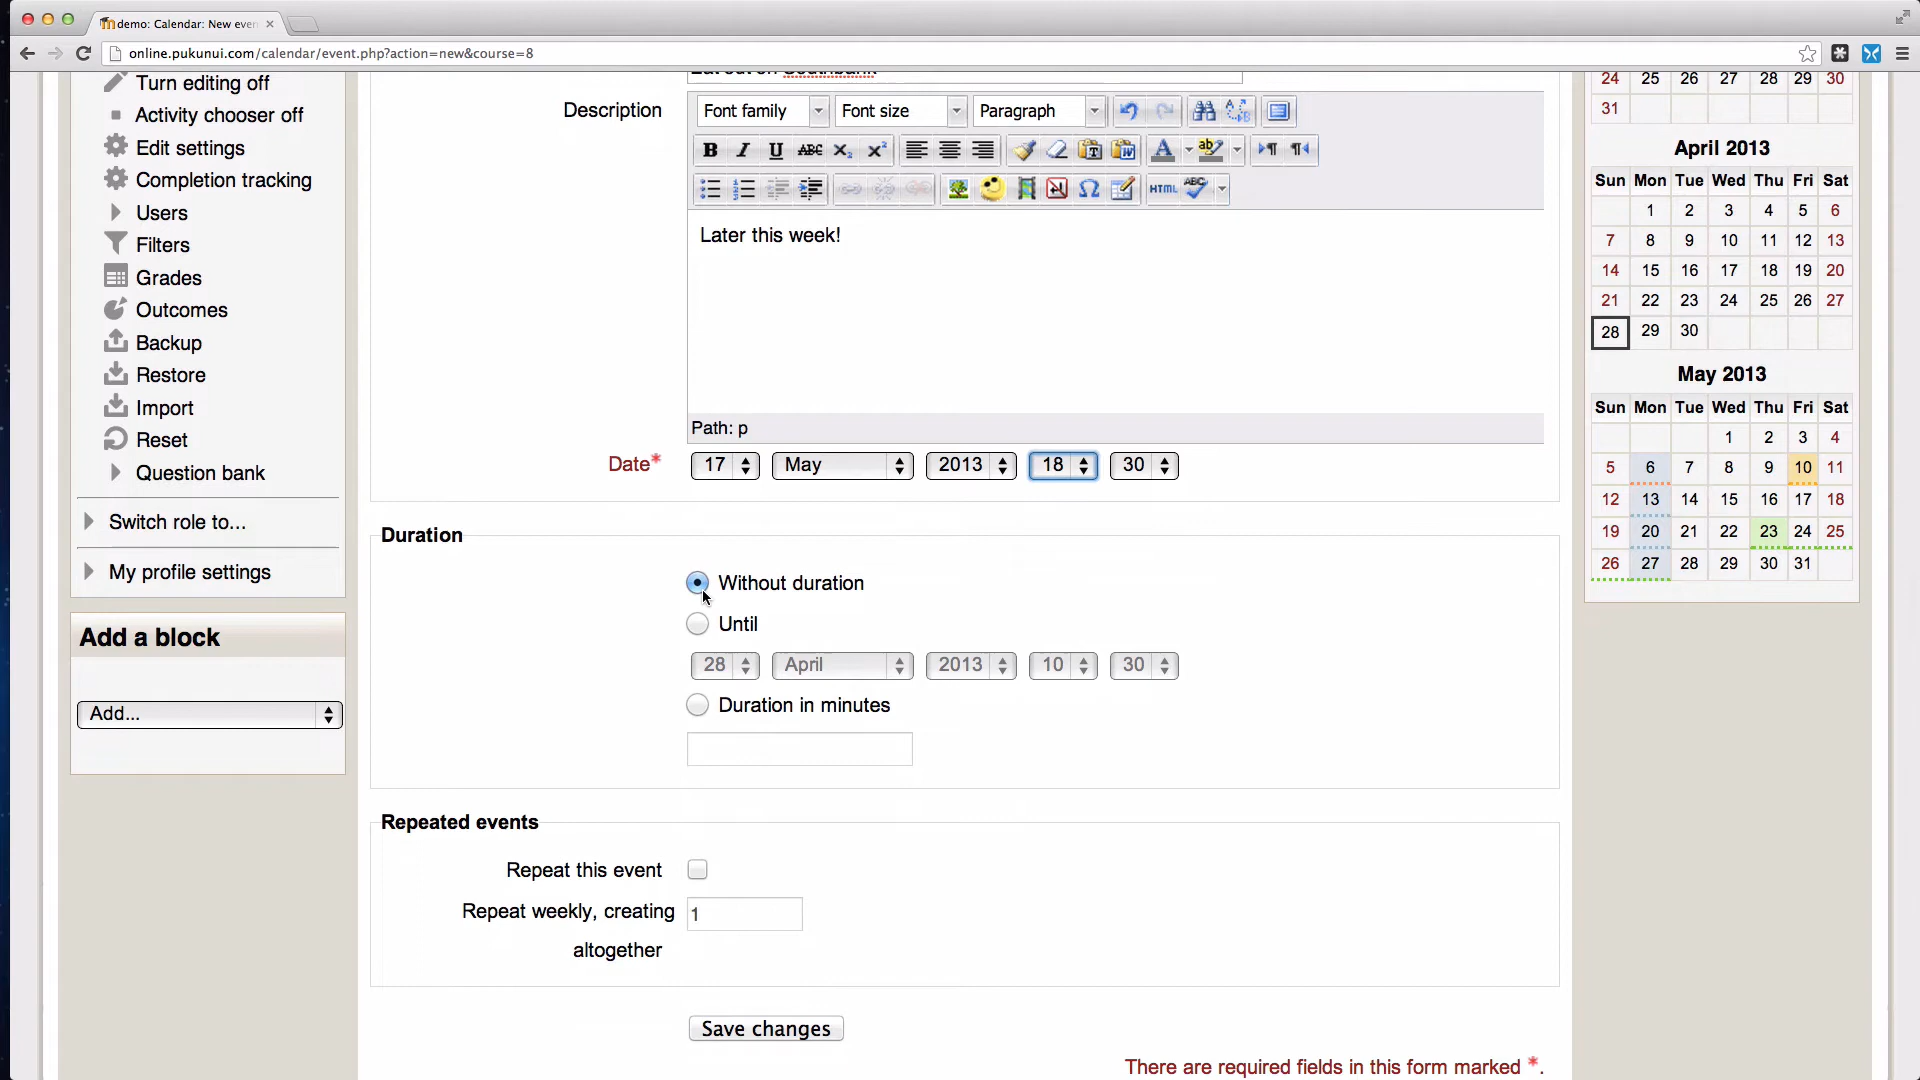 demo: Calendar: New even
online.pukunui.com/calendar/event.php?action=new&course=8
Turn editing off
Activity chooser off
Edit settings
Completion tracking
Users
Filters
Grades
Outcomes
Backup
Restore
Import
Reset
Question bank
Switch role to...
My profile settings
Add a block
Add...
Eat out on Southbank
Description
Font family Font size Paragraph
B I U ABC X₂ X²
HTML ABC
Later this week!
Path: p
Date* 17 May 2013 18 30
Duration
Without duration
Until
28 April 2013 10 30
Duration in minutes
Repeated events
Repeat this event
Repeat weekly, creating 1
altogether
Save changes
There are required fields in this form marked *.
24 25 26 27 28 29 30
31
April 2013
Sun Mon Tue Wed Thu Fri Sat
1 2 3 4 5 6
7 8 9 10 11 12 13
14 15 16 17 18 19 20
21 22 23 24 25 26 27
28 29 30
May 2013
Sun Mon Tue Wed Thu Fri Sat
1 2 3 4
5 6 7 8 9 10 11
12 13 14 15 16 17 18
19 20 21 22 23 24 25
26 27 28 29 30 31